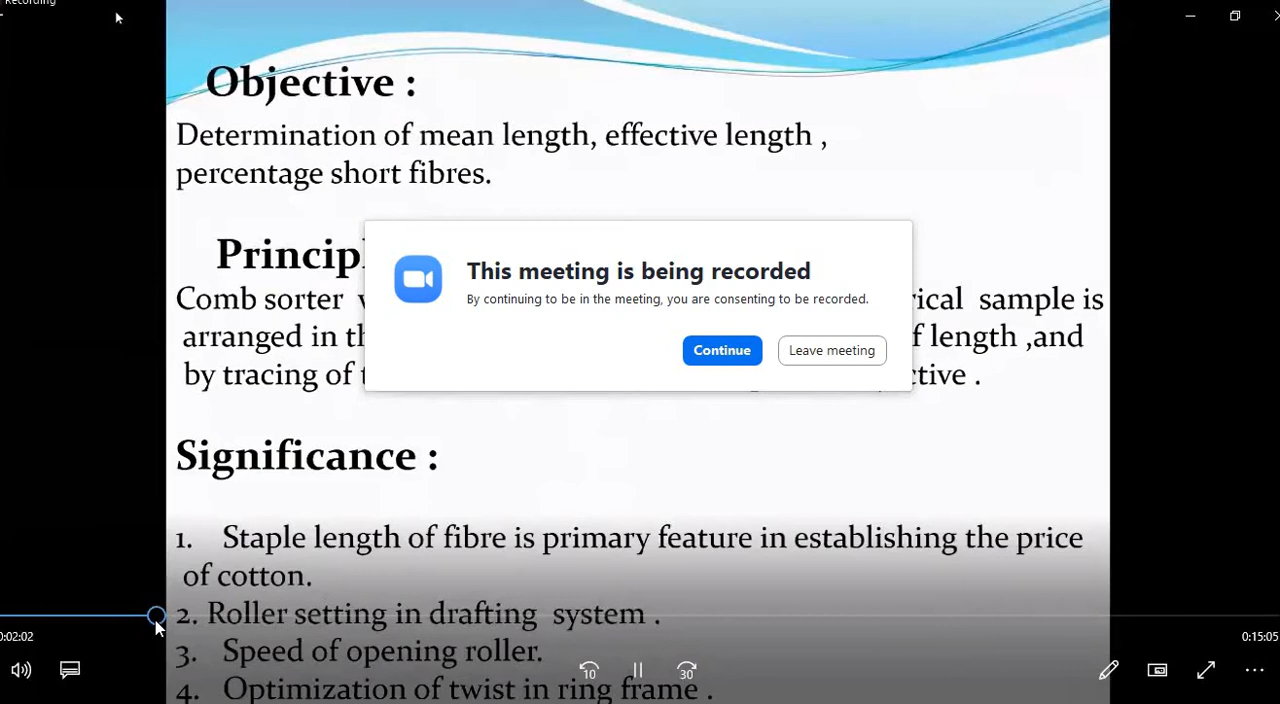 Recording
Objective :
Determination of mean length, effective length ,
percentage short fibres.
This meeting is being recorded
By continuing to be in the meeting, you are consenting to be recorded.
Continue
Leave meeting
Comb sorter
sample is
arranged in
length ,and
by tracing of
Significance :
1. Staple length of fibre is primary feature in establishing the price
of cotton.
2. Roller setting in drafting system .
3. Speed of opening roller.
4. Optimization of twist in ring frame .
0:02:02
0:15:05
10
30